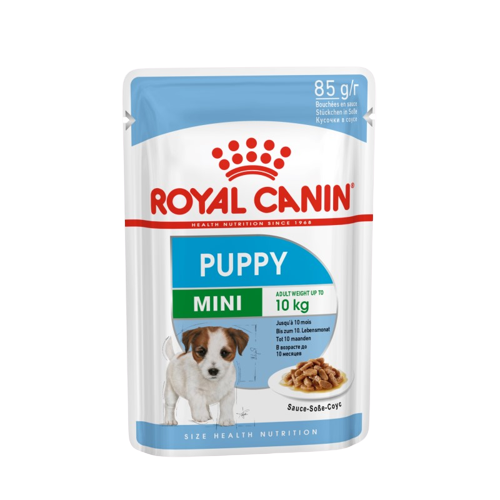 85 g/г
Bouchées en sauce
Stückchen in Soße
Кусочки в соусе
ROYAL CANIN
HEALTH NUTRITION SINCE 1968
PUPPY
MINI
ADULT WEIGHT UP TO
10 kg
Jusqu'à 10 mois
Bis zum 10. Lebensmonat
Tot 10 maanden
В возрасте до
10 месяцев
Sauce-Soße-Соус
SIZE HEALTH NUTRITION